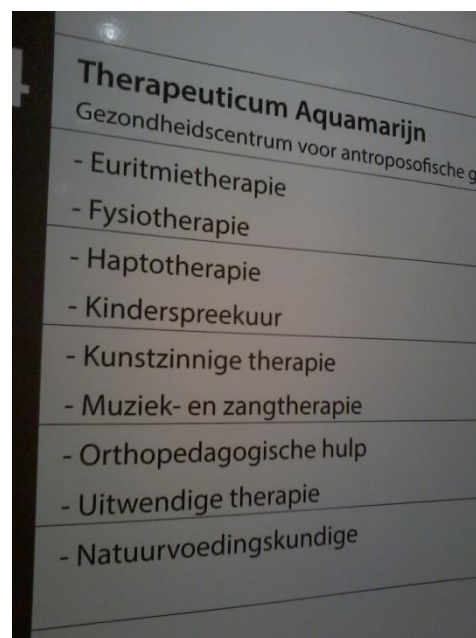 4
Therapeuticum Aquamarijn
Gezondheidscentrum voor antroposofische
- Euritmietherapie
- Fysiotherapie
- Haptotherapie
- Kinderspreekuur
- Kunstzinnige therapie
- Muziek- en zangtherapie
- Orthopedagogische hulp
- Uitwendige therapie
- Natuurvoedingskundige